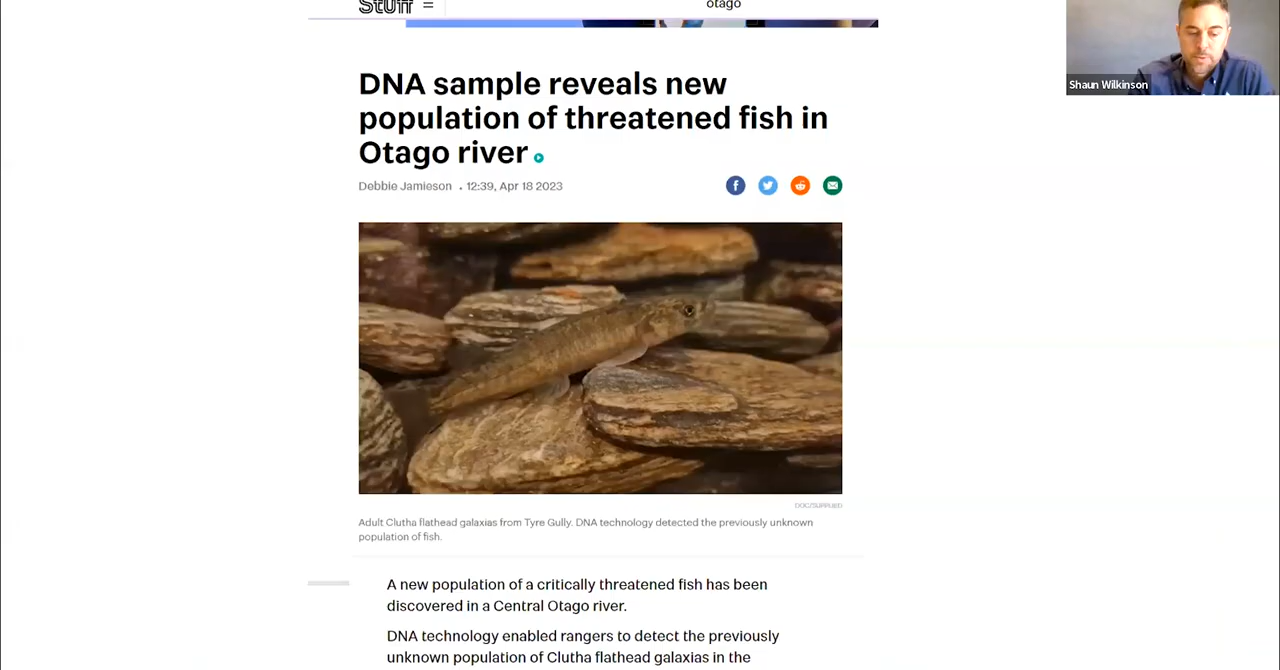 Stuff
otago
Shaun Wilkinson
DNA sample reveals new
population of threatened fish in
Otago river
Debbie Jamieson . 12:39, Apr 18 2023
DOC/SUPPLIED
Adult Clutha flathead galaxias from Tyre Gully. DNA technology detected the previously unknown
population of fish.
A new population of a critically threatened fish has been
discovered in a Central Otago river.
DNA technology enabled rangers to detect the previously
unknown population of Clutha flathead galaxias in the